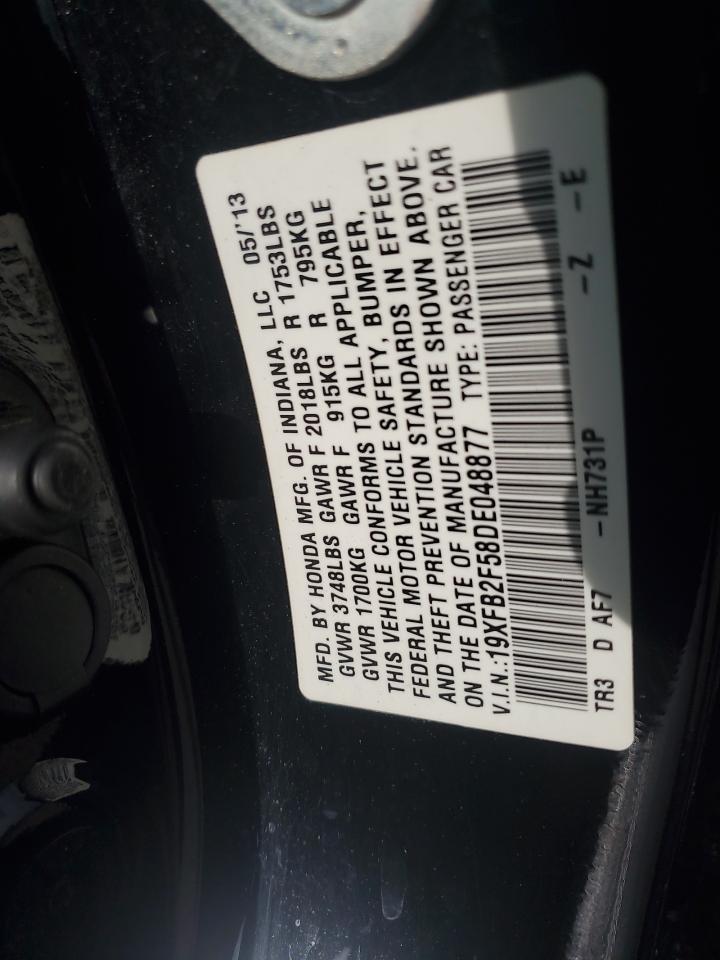 MFD. BY HONDA MFG. OF INDIANA, LLC 05/'13
GVWR 3748LBS GAWR F 2018LBS R 1753LBS
GVWR 1700KG GAWR F 915KG R 795KG
THIS VEHICLE CONFORMS TO ALL APPLICABLE
FEDERAL MOTOR VEHICLE SAFETY, BUMPER,
AND THEFT PREVENTION STANDARDS IN EFFECT
ON THE DATE OF MANUFACTURE SHOWN ABOVE.
V.I.N.:19XFB2F58DE048877 TYPE: PASSENGER CAR
TR3 D AF7 -NH731P -Z -E